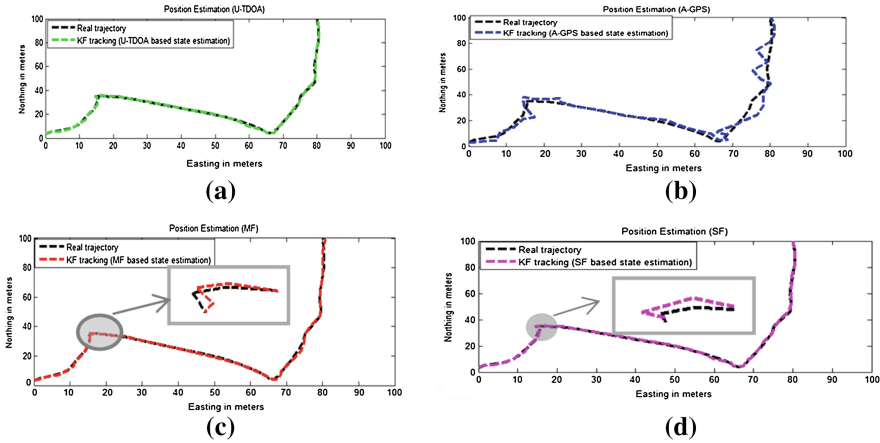 Position Estimation (U-TDOA)
Real trajectory
KF tracking (U-TDOA based state estimation)
Northing in meters
100
80
60
40
20
0
0 10 20 30 40 50 60 70 80 90 100
Easting in meters
(a)
Position Estimation (A-GPS)
Real trajectory
KF tracking (A-GPS based state estimation)
Northing in meters
100
80
60
40
20
0
0 10 20 30 40 50 60 70 80 90 100
Easting in meters
(b)
Position Estimation (MF)
Real trajectory
KF tracking (MF based state estimation)
Northing in meters
100
80
60
40
20
0
0 10 20 30 40 50 60 70 80 90 100
Easting in meters
(c)
Position Estimation (SF)
Real trajectory
KF tracking (SF based state estimation)
Northing in meters
100
80
60
40
20
0
0 10 20 30 40 50 60 70 80 90 100
Easting in meters
(d)